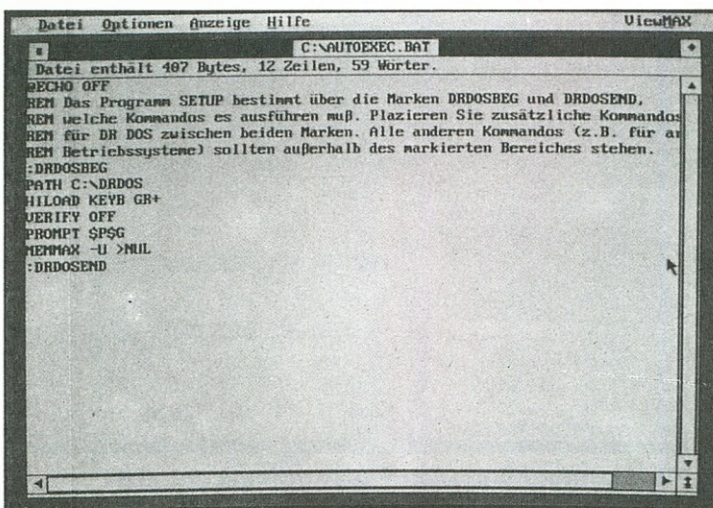 Datei Optionen Anzeige Hilfe ViewMAX
C:\AUTOEXEC.BAT
Datei enthält 407 Bytes, 12 Zeilen, 59 Wörter.
@ECHO OFF
REM Das Programm SETUP bestimmt über die Marken DRDOSBEG und DRDOSEND,
REM welche Kommandos es ausführen muß. Plazieren Sie zusätzliche Kommandos
REM für DR DOS zwischen beiden Marken. Alle anderen Kommandos (z.B. für an
REM Betriebssysteme) sollten außerhalb des markierten Bereiches stehen.
:DRDOSBEG
PATH C:\DRDOS
HILOAD KEYB GR+
VERIFY OFF
PROMPT $P$G
MEMMAX -U >NUL
:DRDOSEND